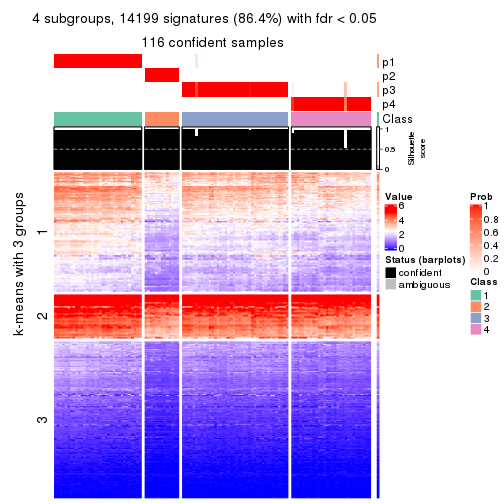 4 subgroups, 14199 signatures (86.4%) with fdr < 0.05
116 confident samples
p1
p2
p3
p4
Class
1
0.5
0
Silhouette
score
k-means with 3 groups
1
2
3
Value
6
4
2
0
Status (barplots)
confident
ambiguous
Prob
1
0.8
0.6
0.4
0.2
0
Class
1
2
3
4